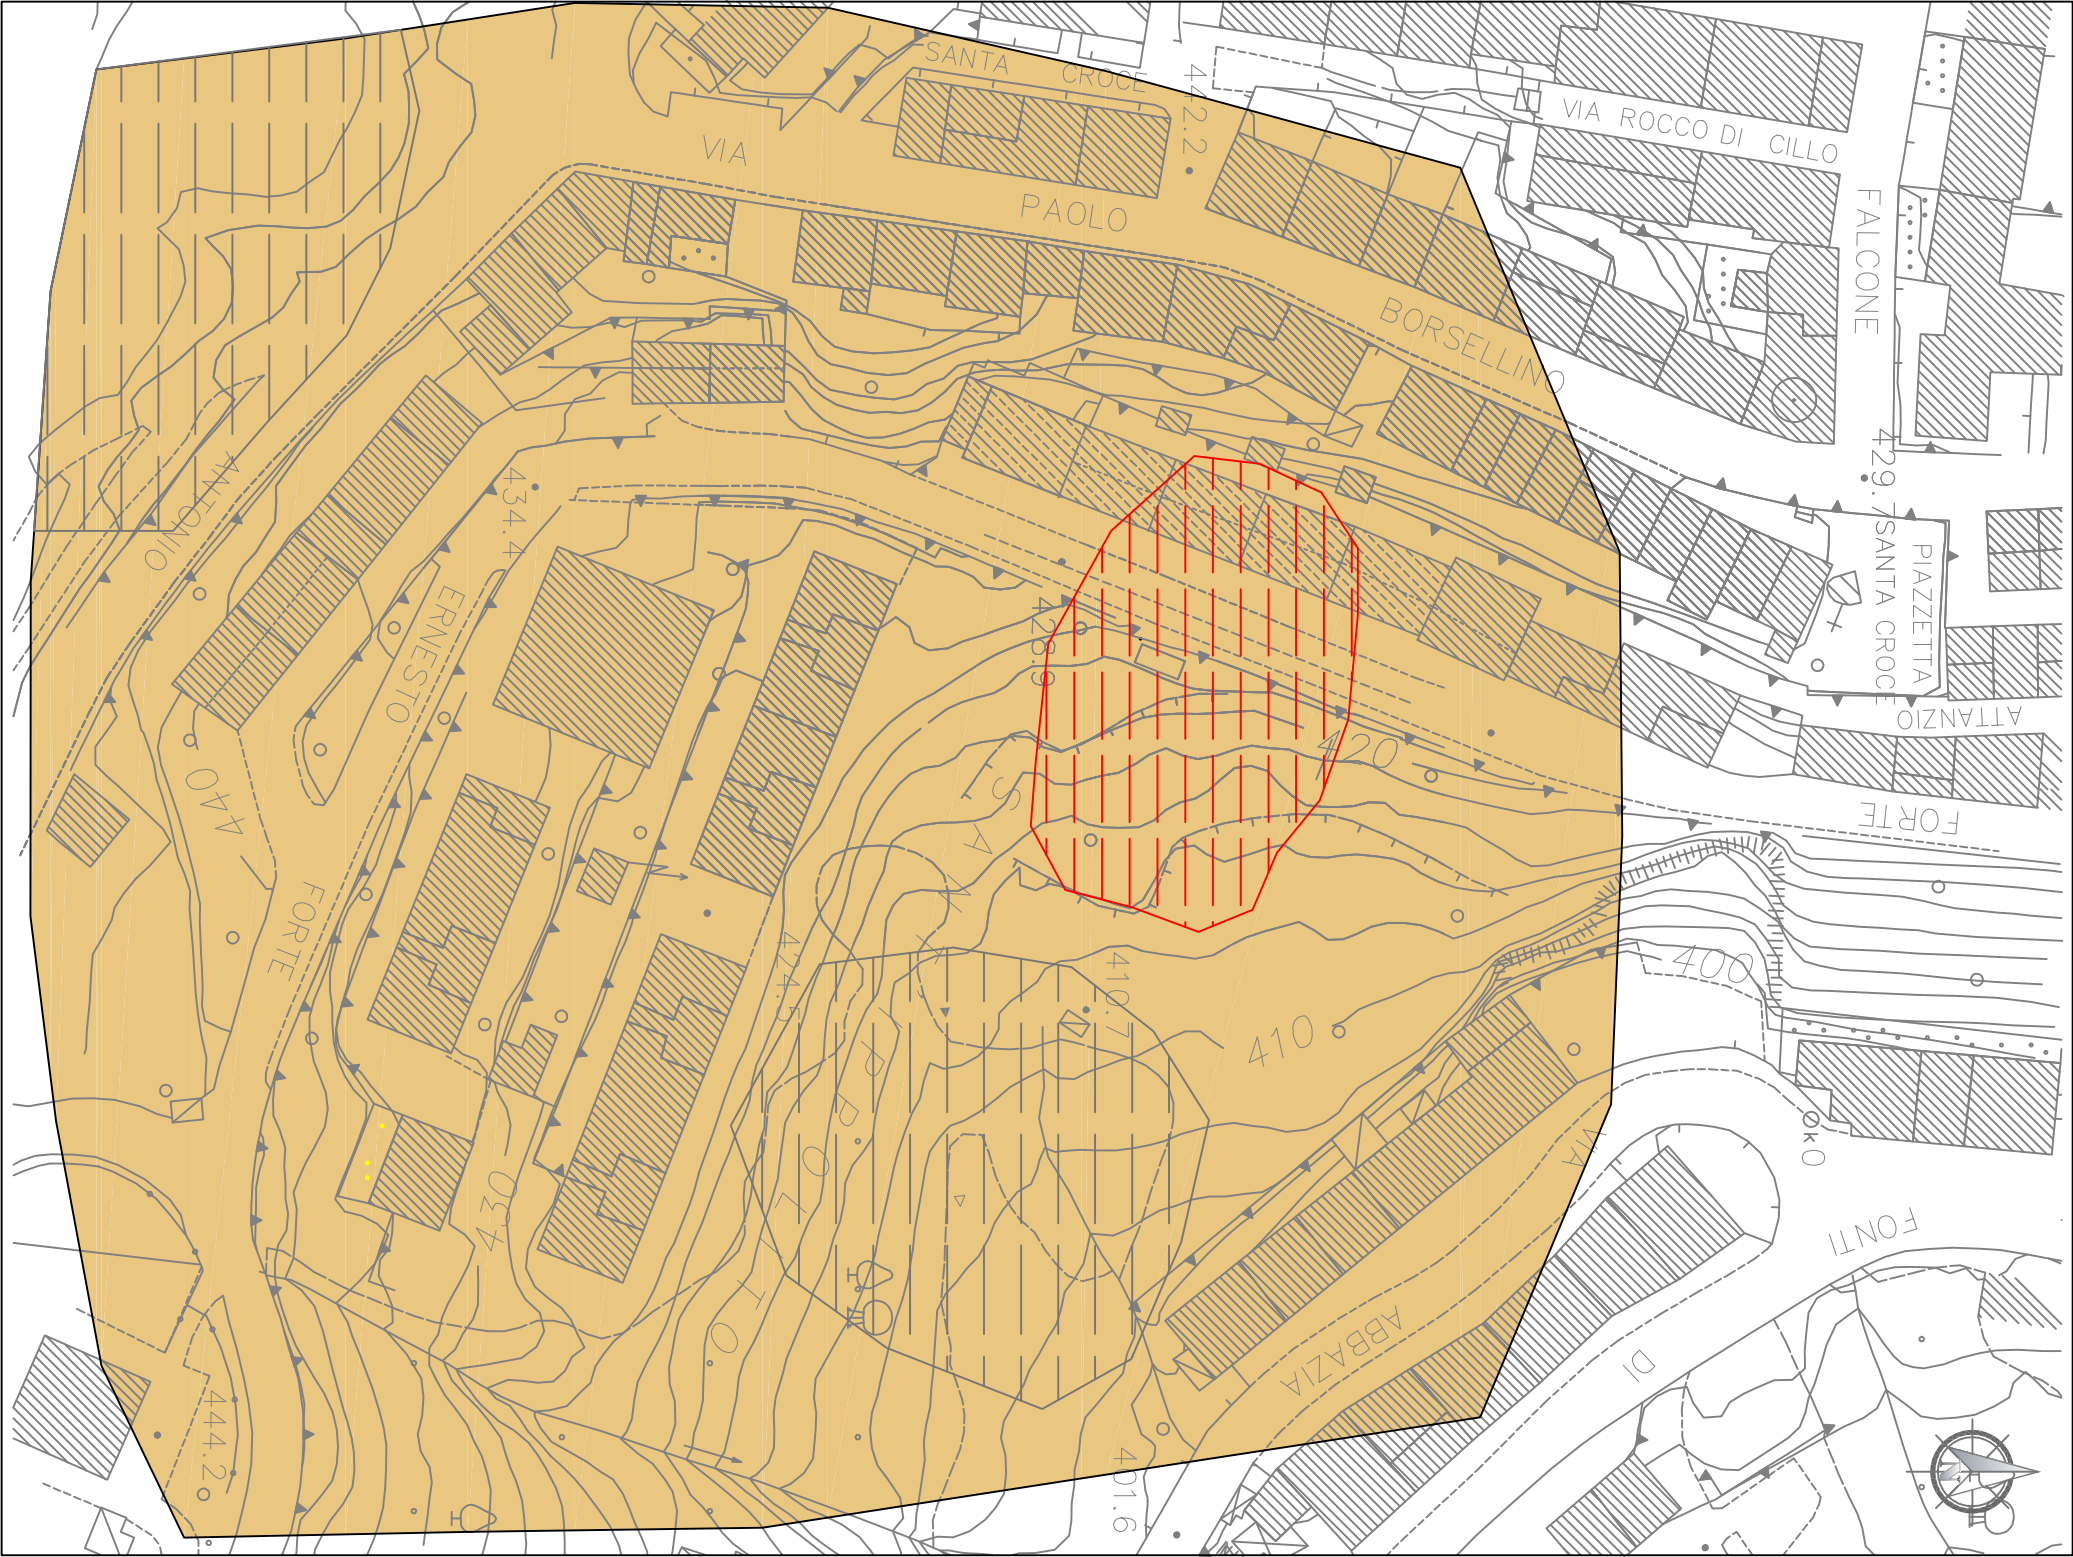 SANTA CROCE
442.2
VIA ROCCO DI CILLO
VIA PAOLO BORSELLINO
FALCONE
429.7
PIAZZETTA
SANTA CROCE
ATTANZIO
FORTE
ANTONIO
434.4
ERNESTO
428.9
420
440
FORTE
424.5
410.7
410
400
430
VIA
ABBAZIA
DI
FONTI
444.2
401.6